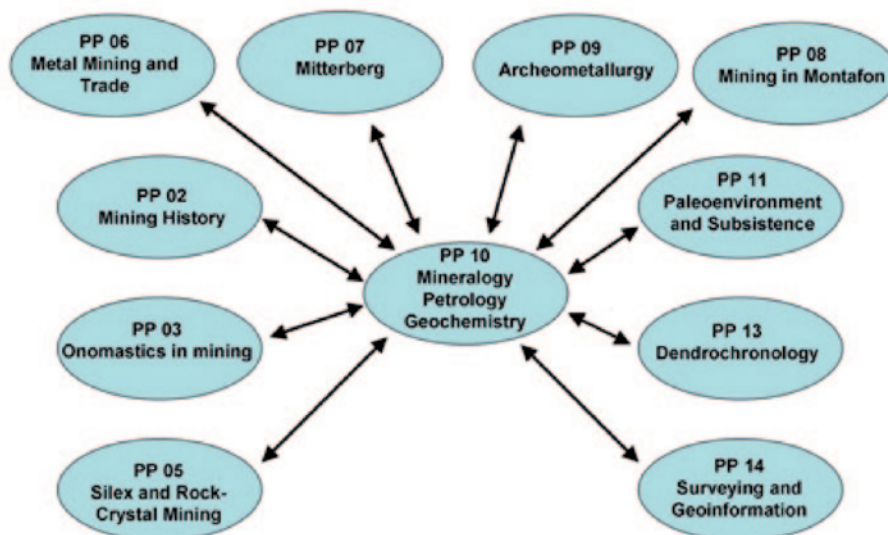 PP 06
Metal Mining and
Trade
PP 07
Mitterberg
PP 09
Archeometallurgy
PP 08
Mining in Montafon
PP 02
Mining History
PP 11
Paleoenvironment
and Subsistence
PP 10
Mineralogy
Petrology
Geochemistry
PP 03
Onomastics in mining
PP 13
Dendrochronology
PP 05
Silex and Rock-
Crystal Mining
PP 14
Surveying and
Geoinformation